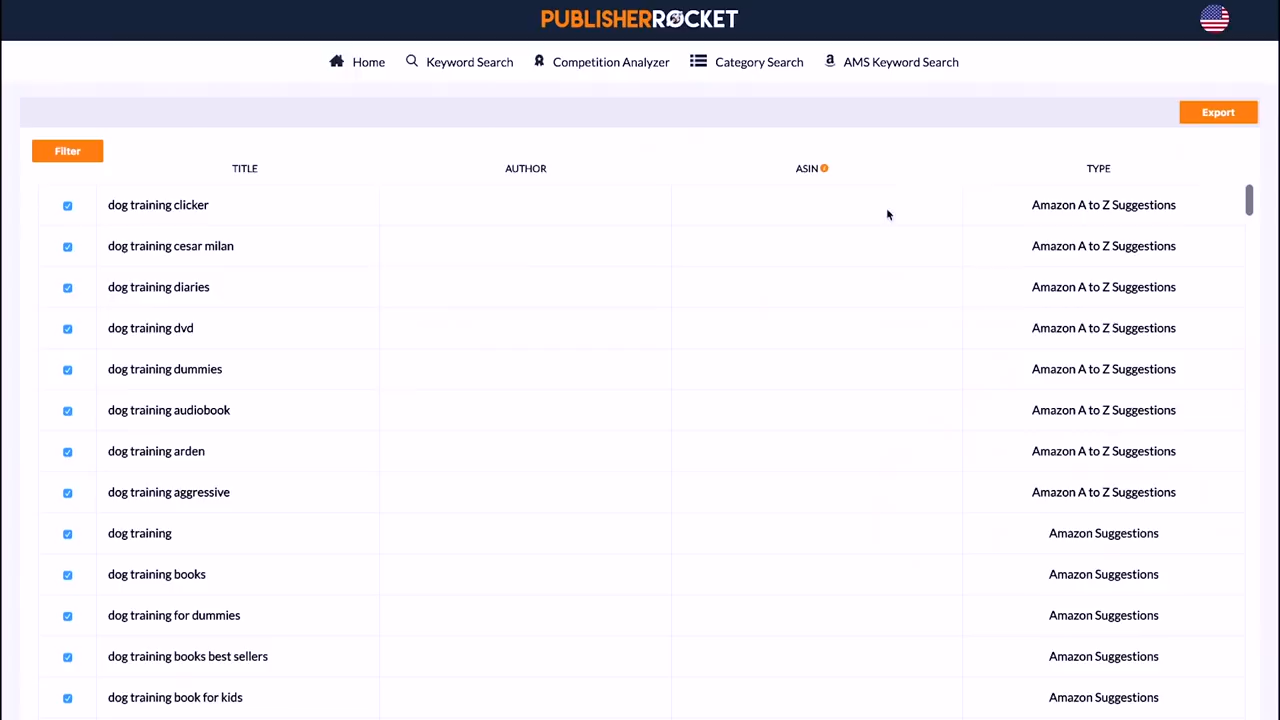 PUBLISHERROCKET
Home Keyword Search Competition Analyzer Category Search AMS Keyword Search
Export
Filter
TITLE AUTHOR ASIN TYPE
dog training clicker Amazon A to Z Suggestions
dog training cesar milan Amazon A to Z Suggestions
dog training diaries Amazon A to Z Suggestions
dog training dvd Amazon A to Z Suggestions
dog training dummies Amazon A to Z Suggestions
dog training audiobook Amazon A to Z Suggestions
dog training arden Amazon A to Z Suggestions
dog training aggressive Amazon A to Z Suggestions
dog training Amazon Suggestions
dog training books Amazon Suggestions
dog training for dummies Amazon Suggestions
dog training books best sellers Amazon Suggestions
dog training book for kids Amazon Suggestions